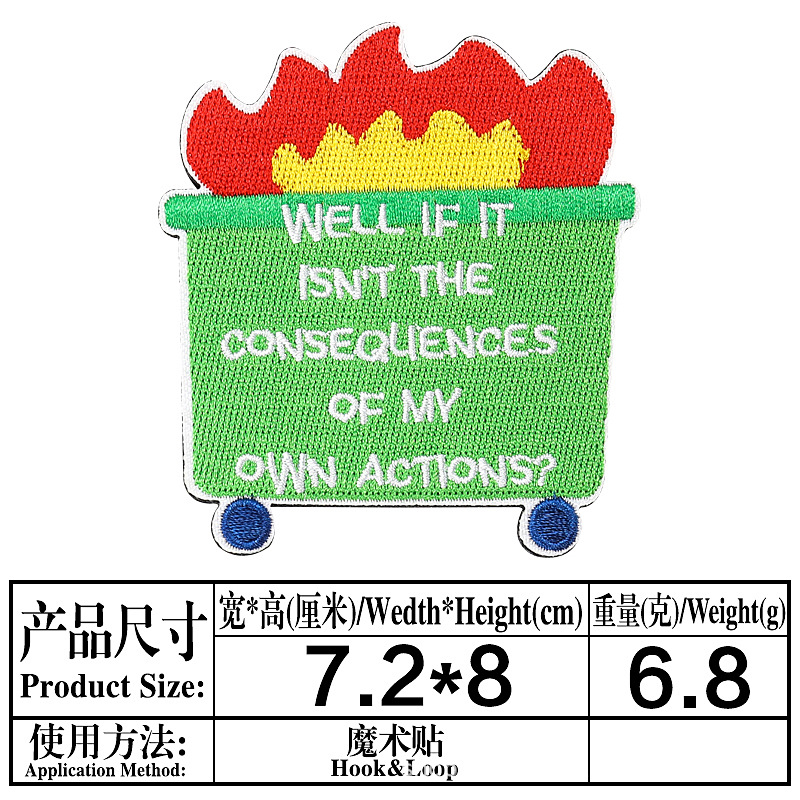 WELL IF IT
ISN'T THE
CONSEQUENCES
OF MY
OWN ACTIONS?
产品尺寸
Product Size:
宽*高(厘米)/Wedth*Height(cm)
重量(克)/Weight(g)
7.2*8
6.8
使用方法:
Application Method:
魔术贴
Hook&Loop